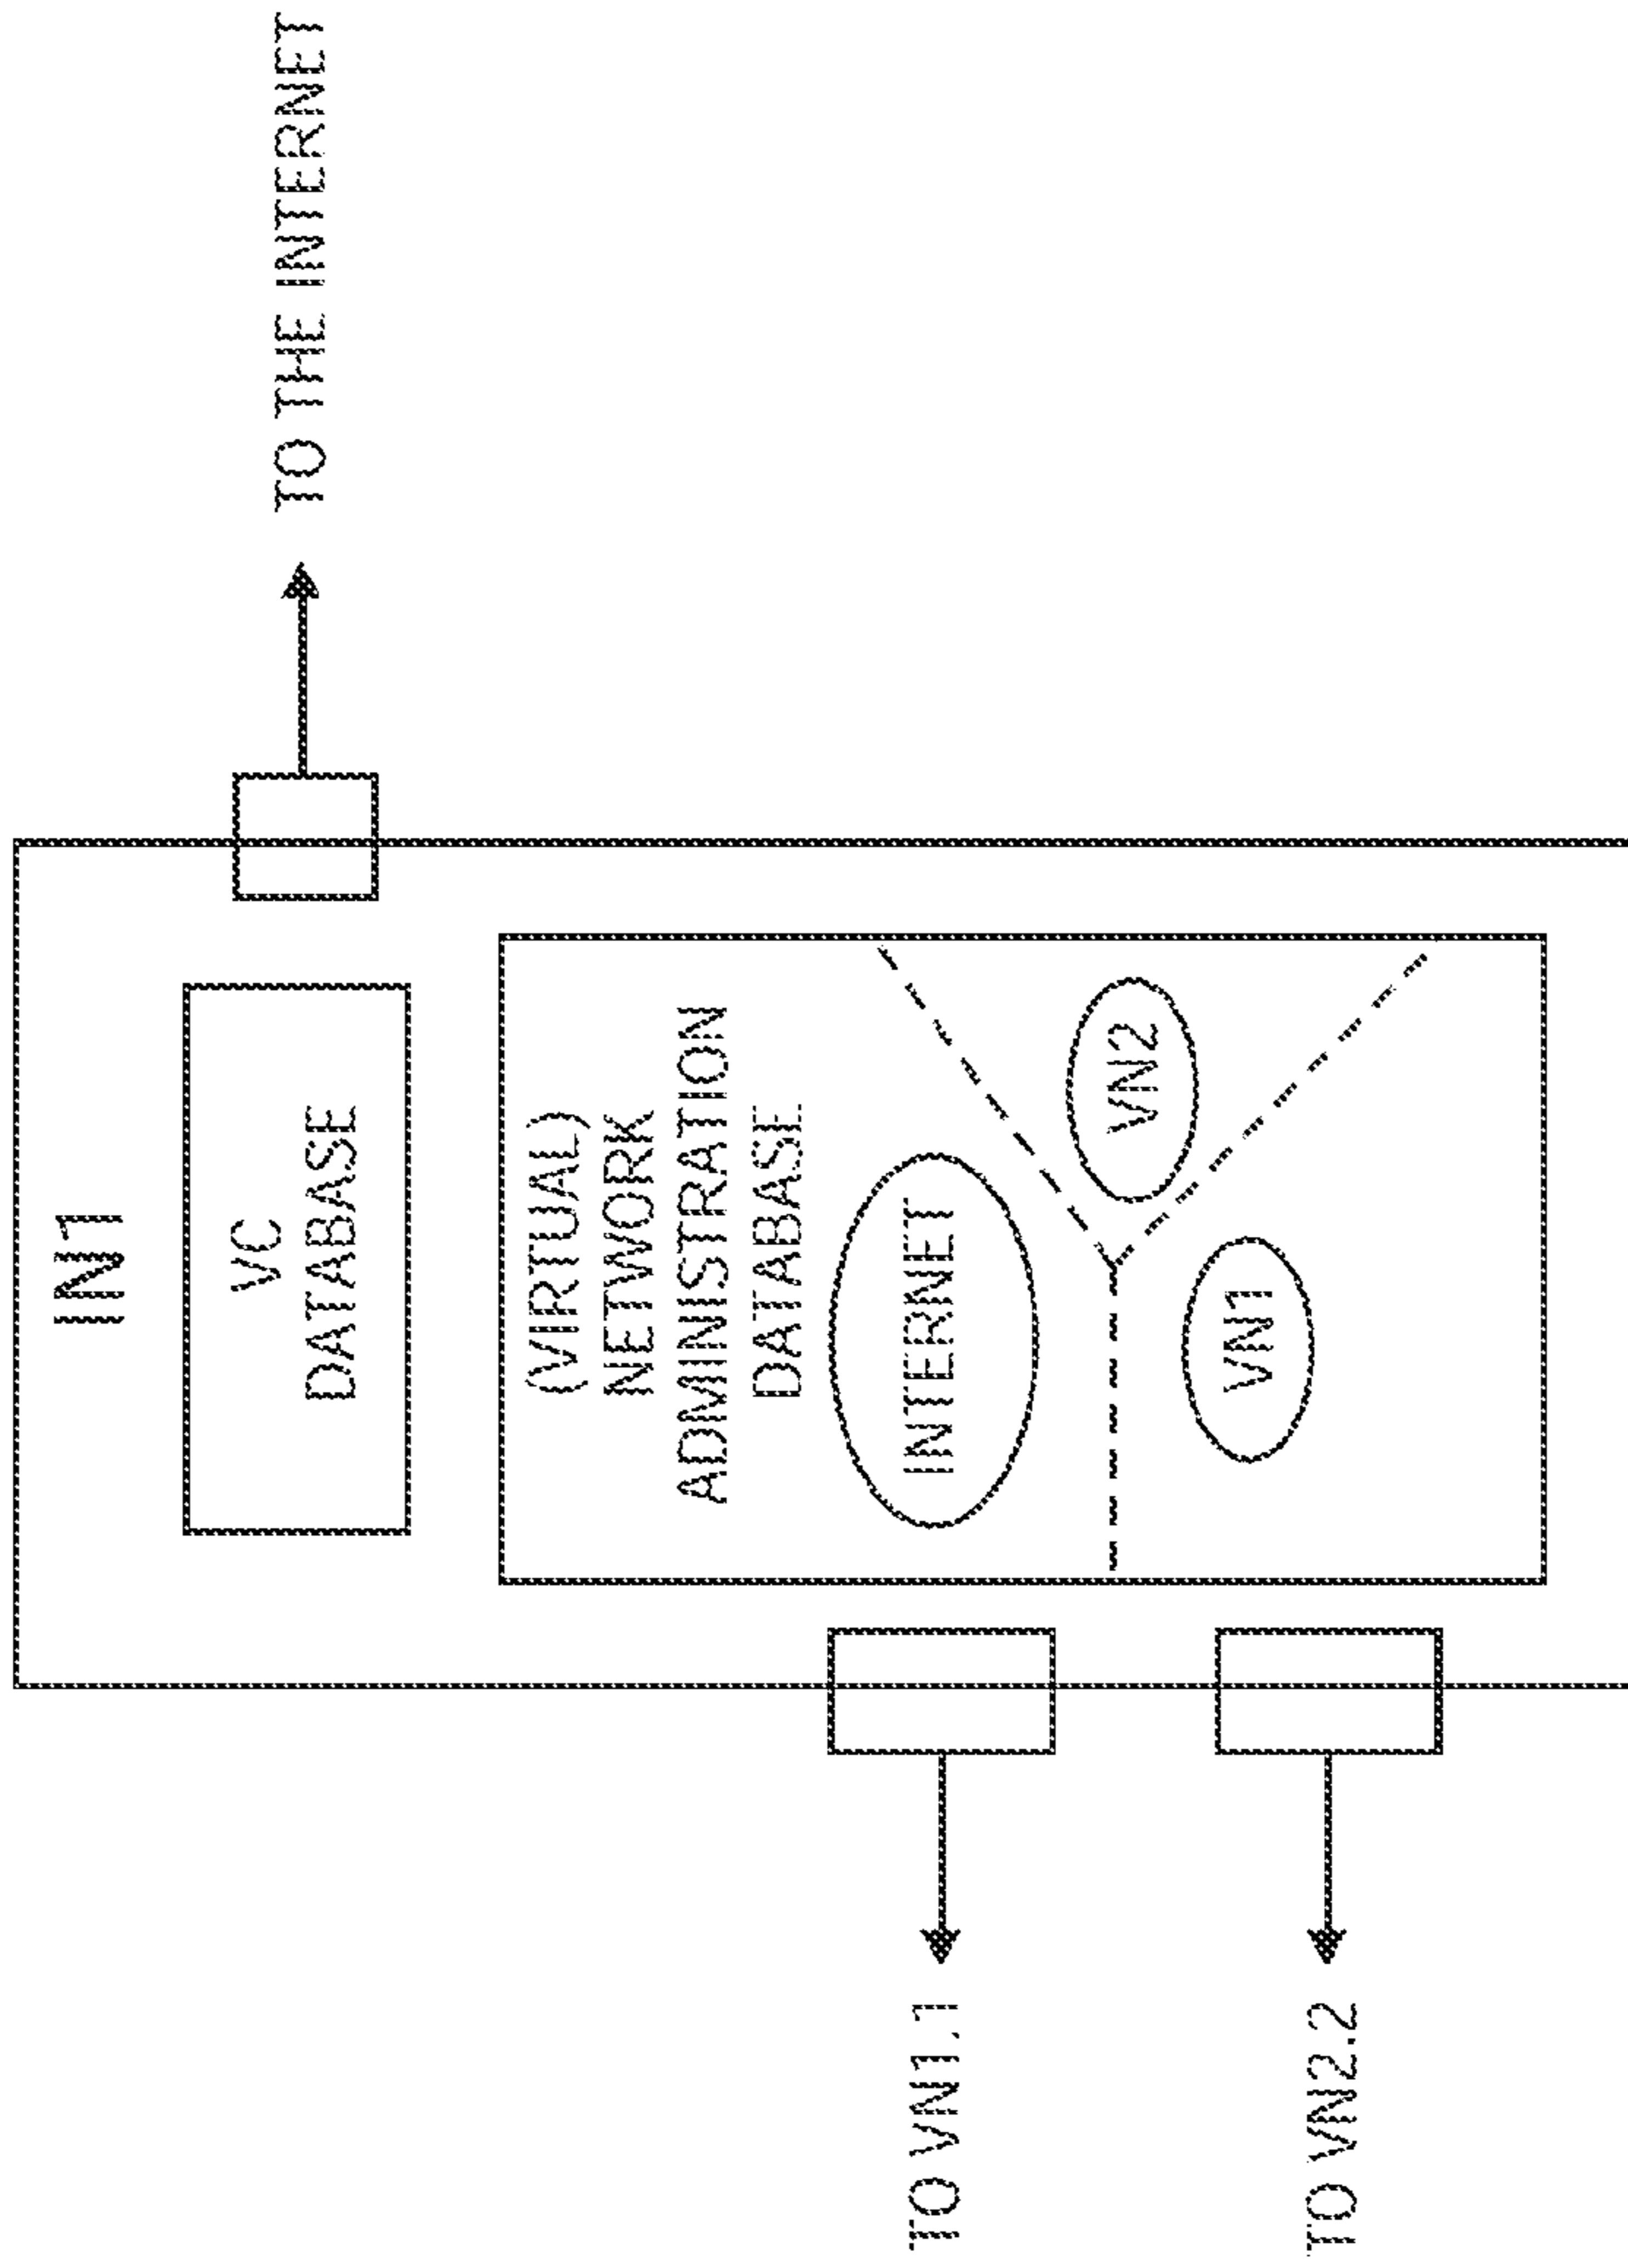 IN1
VC
DATABASE
TO THE INTERNET
(VIRTUAL)
NETWORK
ADMINISTRATION
DATABASE
INTERNET
VN2
VN1
TO VN1.1
TO VN2.2